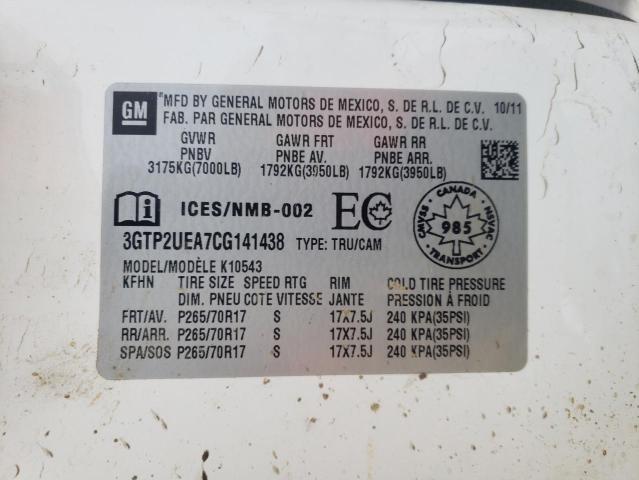 GM
MFD BY GENERAL MOTORS DE MEXICO, S. DE R.L. DE C.V. 10/11
FAB. PAR GENERAL MOTORS DE MEXICO, S. DE R.L. DE C.V.
GVWR GAWR FRT GAWR RR
PNBV PNBE AV. PNBE ARR.
3175KG(7000LB) 1792KG(3950LB) 1792KG(3950LB)
ICES/NMB-002 EC
CANADA
CMVSS 985 NSVAC
TRANSPORT
3GTP2UEA7CG141438 TYPE: TRU/CAM
MODEL/MODÈLE K10543
KFHN TIRE SIZE SPEED RTG RIM COLD TIRE PRESSURE
DIM. PNEU COTE VITESSE JANTE PRESSION À FROID
FRT/AV. P265/70R17 S 17X7.5J 240 KPA(35PSI)
RR/ARR. P265/70R17 S 17X7.5J 240 KPA(35PSI)
SPA/SOS P265/70R17 S 17X7.5J 240 KPA(35PSI)